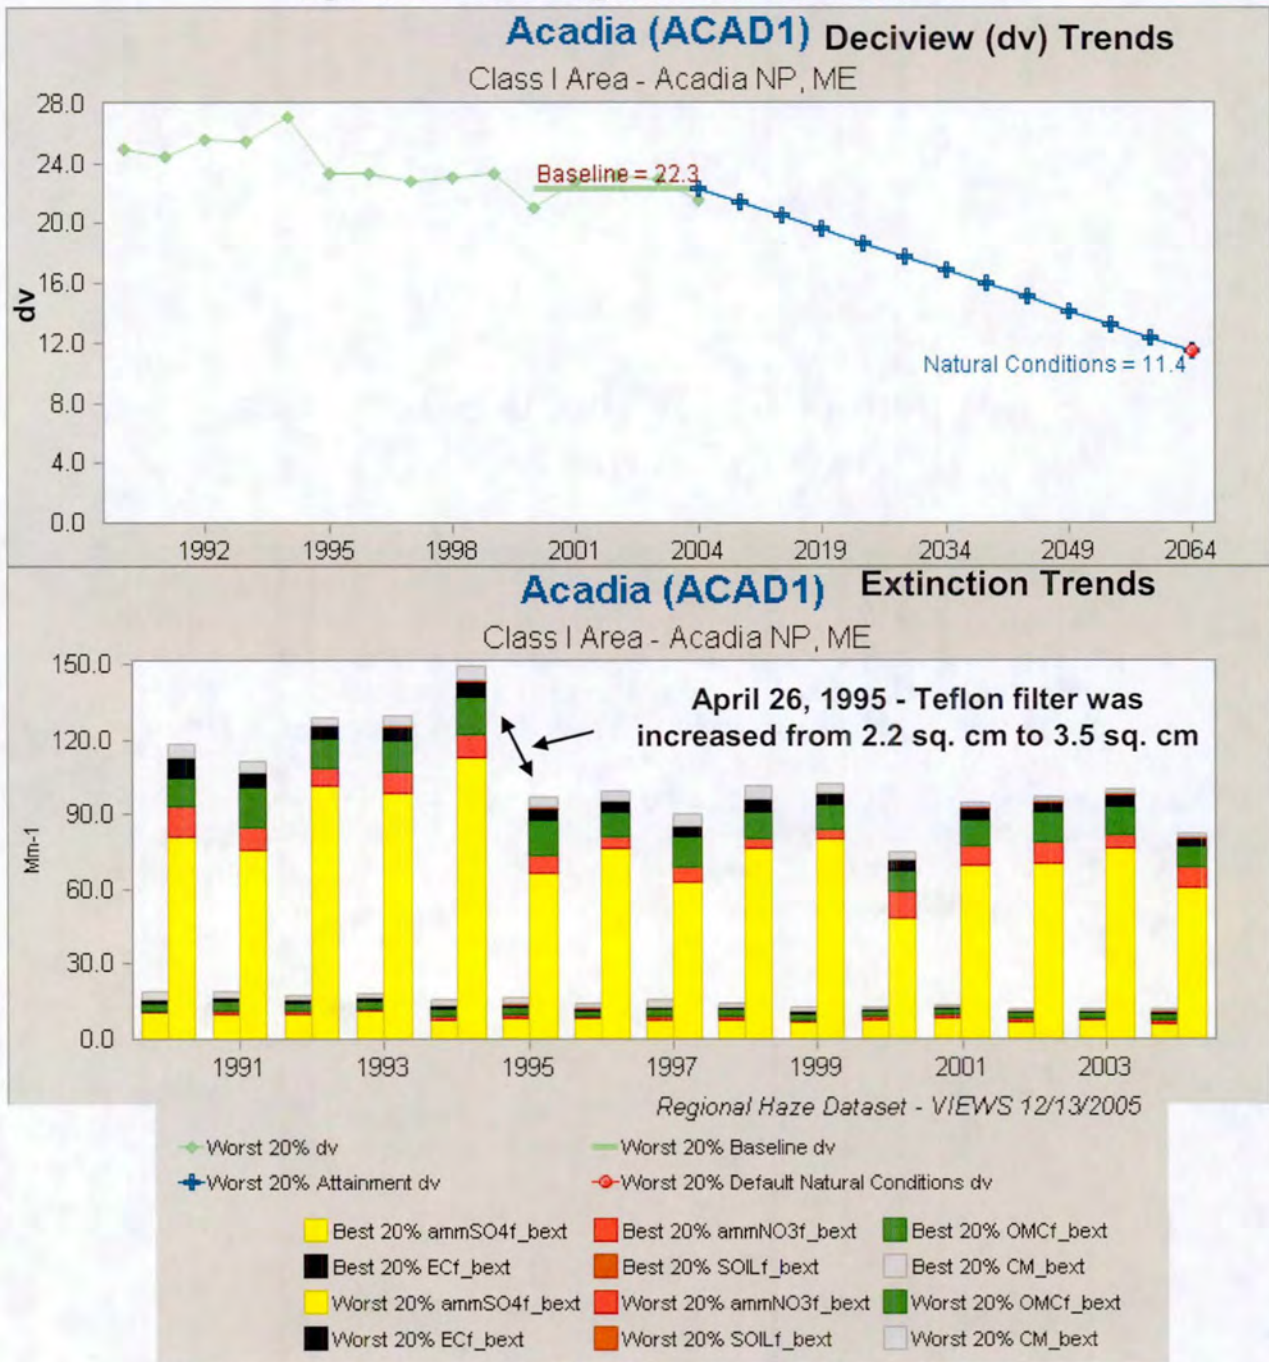 Acadia (ACAD1) Deciview (dv) Trends
Class I Area - Acadia NP, ME
28.0
24.0
20.0
16.0
12.0
8.0
4.0
0.0
dv
Baseline = 22.3
Natural Conditions = 11.4
1992 1995 1998 2001 2004 2019 2034 2049 2064
Acadia (ACAD1) Extinction Trends
Class I Area - Acadia NP, ME
150.0
120.0
90.0
60.0
30.0
0.0
Mm-1
April 26, 1995 - Teflon filter was
increased from 2.2 sq. cm to 3.5 sq. cm
1991 1993 1995 1997 1999 2001 2003
Regional Haze Dataset - VIEWS 12/13/2005
Worst 20% dv Worst 20% Baseline dv
Worst 20% Attainment dv Worst 20% Default Natural Conditions dv
Best 20% ammSO4f_bext Best 20% ammNO3f_bext Best 20% OMCf_bext
Best 20% ECf_bext Best 20% SOILf_bext Best 20% CM_bext
Worst 20% ammSO4f_bext Worst 20% ammNO3f_bext Worst 20% OMCf_bext
Worst 20% ECf_bext Worst 20% SOILf_bext Worst 20% CM_bext